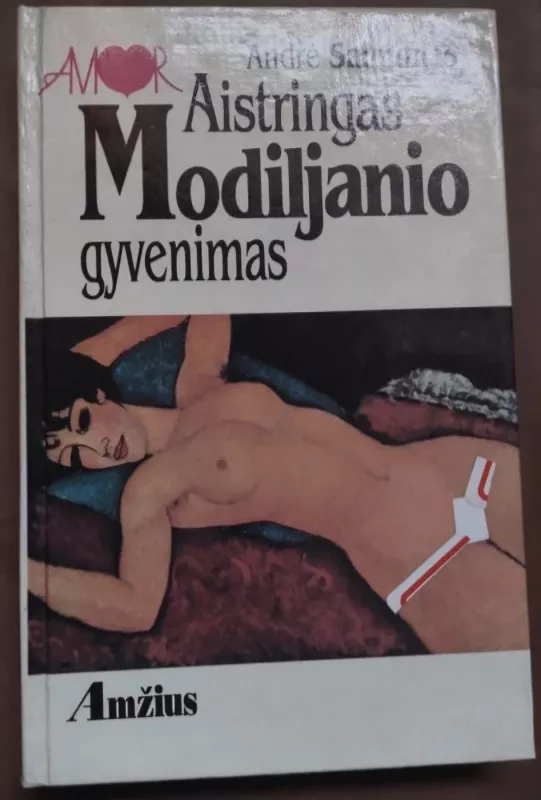 AMOR
André
Aistringas
Modiljanio
gyvenimas
Amžius